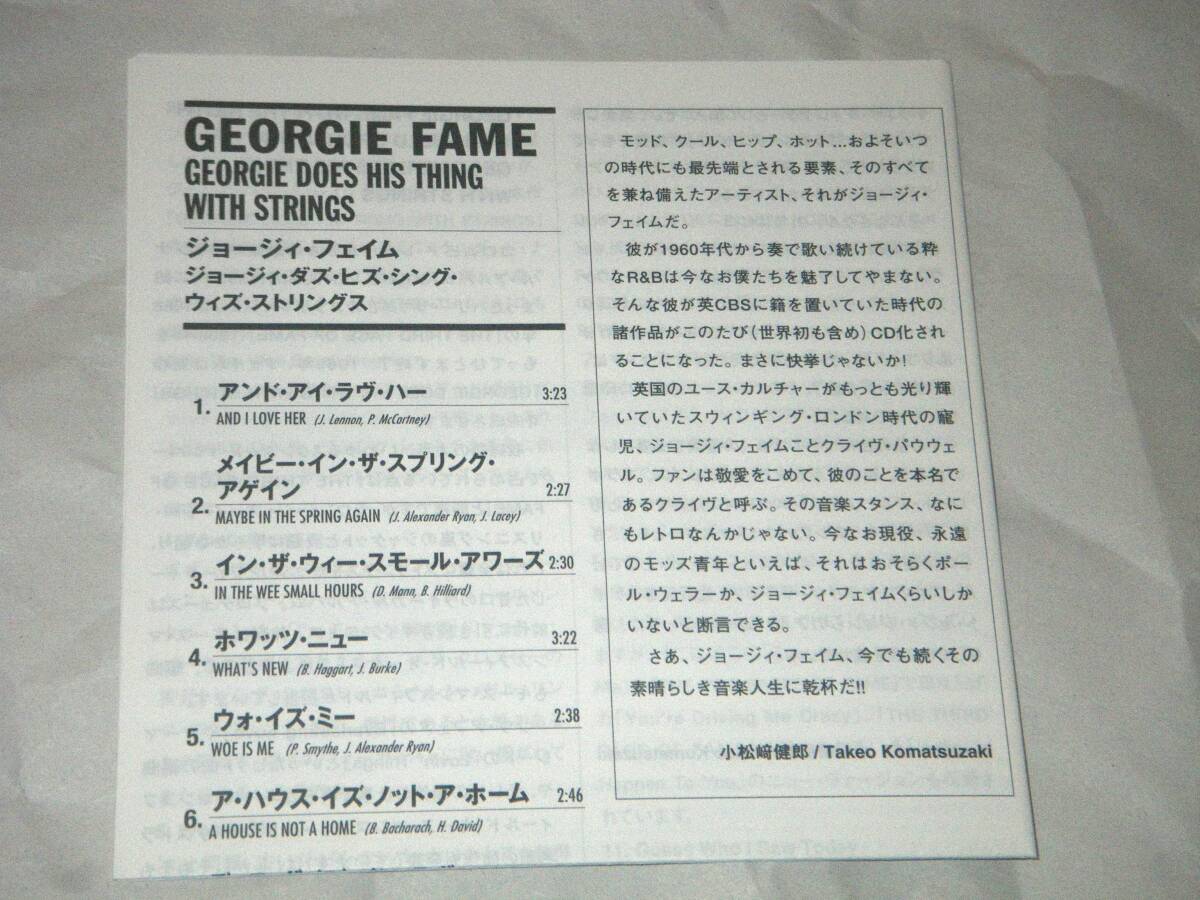 GEORGIE FAME
GEORGIE DOES HIS THING
WITH STRINGS
ジョージィ・フェイム
ジョージィ・ダズ・ヒズ・シング・
ウィズ・ストリングス
1. アンド・アイ・ラヴ・ハー 3:23
AND I LOVE HER (J. Lennon, P. McCartney)
メイビー・イン・ザ・スプリング・
2. アゲイン 2:27
MAYBE IN THE SPRING AGAIN (J. Alexander Ryan, J. Lacey)
3. イン・ザ・ウィー・スモール・アワーズ 2:30
IN THE WEE SMALL HOURS (D. Mann, B. Hilliard)
4. ホワッツ・ニュー 3:22
WHAT'S NEW (B. Haggart, J. Burke)
5. ウォ・イズ・ミー 2:38
WOE IS ME (P. Smythe, J. Alexander Ryan)
6. ア・ハウス・イズ・ノット・ア・ホーム 2:46
A HOUSE IS NOT A HOME (B. Bacharach, H. David)
モッド、クール、ヒップ、ホット…およそいつ
の時代にも最先端とされる要素、そのすべて
を兼ね備えたアーティスト、それがジョージィ・
フェイムだ。
彼が1960年代から奏で歌い続けている粋
なR&Bは今なお僕たちを魅了してやまない。
そんな彼が英CBSに籍を置いていた時代の
諸作品がこのたび(世界初も含め)CD化され
ることになった。まさに快挙じゃないか!
英国のユース・カルチャーがもっとも光り輝
いていたスウィンギング・ロンドン時代の寵
児、ジョージィ・フェイムことクライヴ・パウウェ
ル。ファンは敬愛をこめて、彼のことを本名で
あるクライヴと呼ぶ。その音楽スタンス、なに
もレトロなんかじゃない。今なお現役、永遠
のモッズ青年といえば、それはおそらくポー
ル・ウェラーか、ジョージィ・フェイムくらいしか
いないと断言できる。
さあ、ジョージィ・フェイム、今でも続くその
素晴らしき音楽人生に乾杯だ!!
小松﨑健郎/Takeo Komatsuzaki